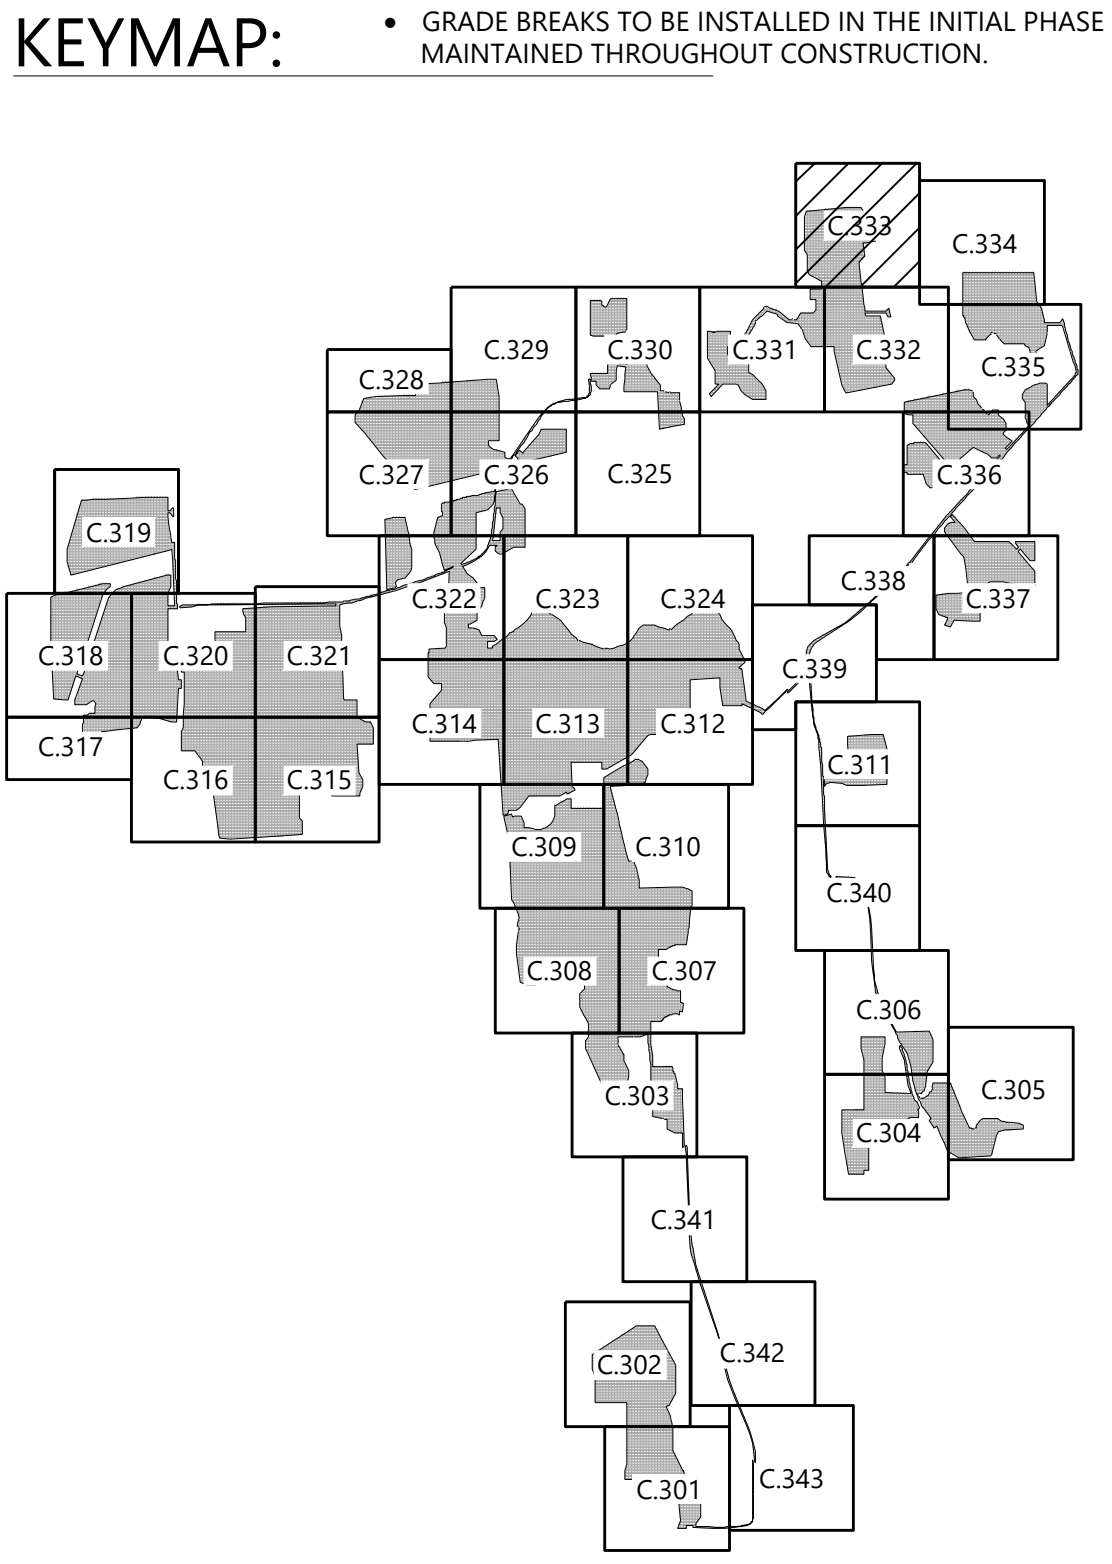 KEYMAP:
• GRADE BREAKS TO BE INSTALLED IN THE INITIAL PHASE
MAINTAINED THROUGHOUT CONSTRUCTION.
C.333
C.334
C.329
C.330
C.331
C.332
C.335
C.328
C.327
C.326
C.325
C.336
C.319
C.322
C.323
C.324
C.338
C.337
C.318
C.320
C.321
C.339
C.317
C.314
C.313
C.312
C.316
C.315
C.311
C.309
C.310
C.340
C.308
C.307
C.306
C.303
C.305
C.304
C.341
C.302
C.342
C.301
C.343